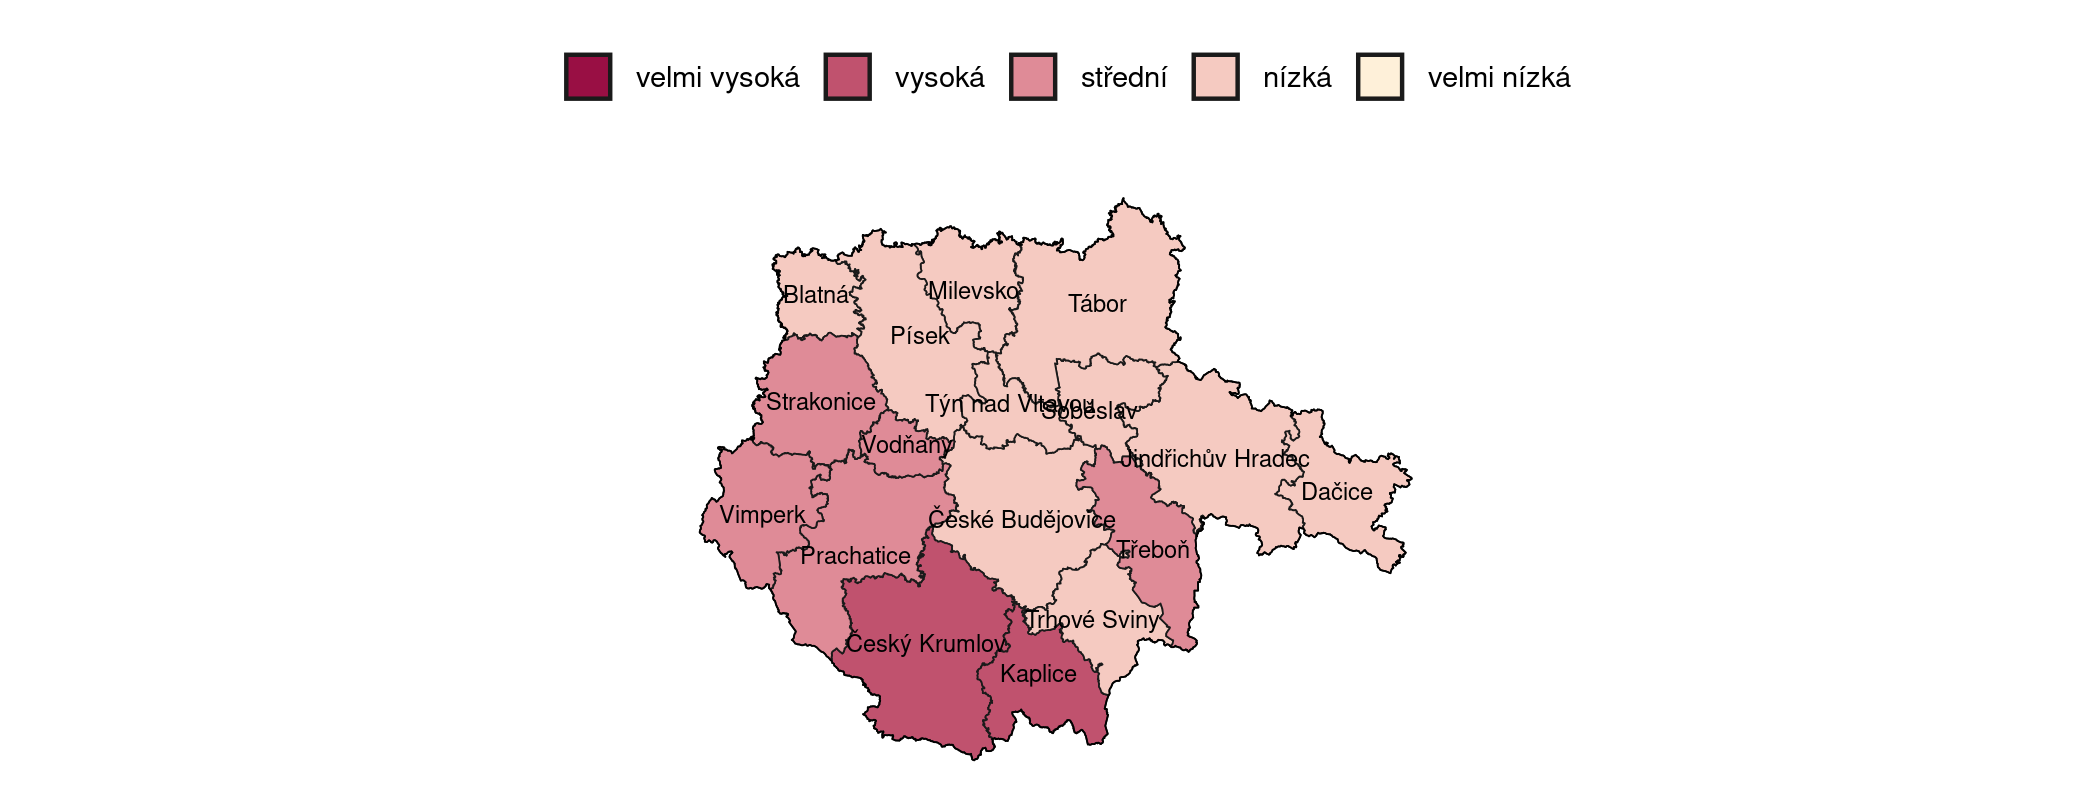 velmi vysoká
vysoká
střední
nízká
velmi nízká
Blatná
Milevsko
Tábor
Písek
Strakonice
Týn nad Vltavou
Soběslav
Vodňany
Jindřichův Hradec
Dačice
Vimperk
České Budějovice
Třeboň
Prachatice
Trhové Sviny
Český Krumlov
Kaplice